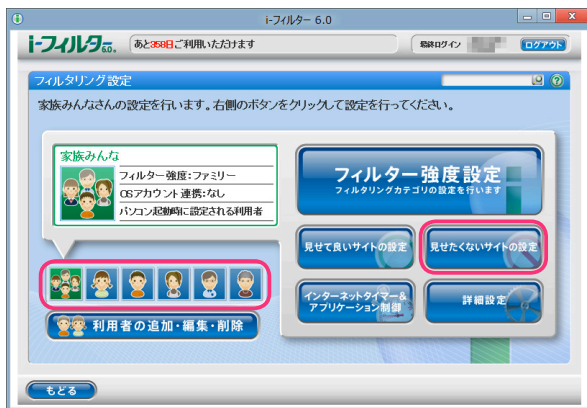 i-フィルター 6.0
i-フィルター 6.0
あと358日ご利用いただけます
最終ログイン
ログアウト
フィルタリング設定
家族みんなさんの設定を行います。右側のボタンをクリックして設定を行ってください。
家族みんな
フィルター強度:ファミリー
OSアカウント連携:なし
パソコン起動時に設定される利用者
フィルター強度設定
フィルタリングカテゴリの設定を行います
見せて良いサイトの設定
見せたくないサイトの設定
インターネットタイマー&
アプリケーション制御
詳細設定
利用者の追加・編集・削除
もどる